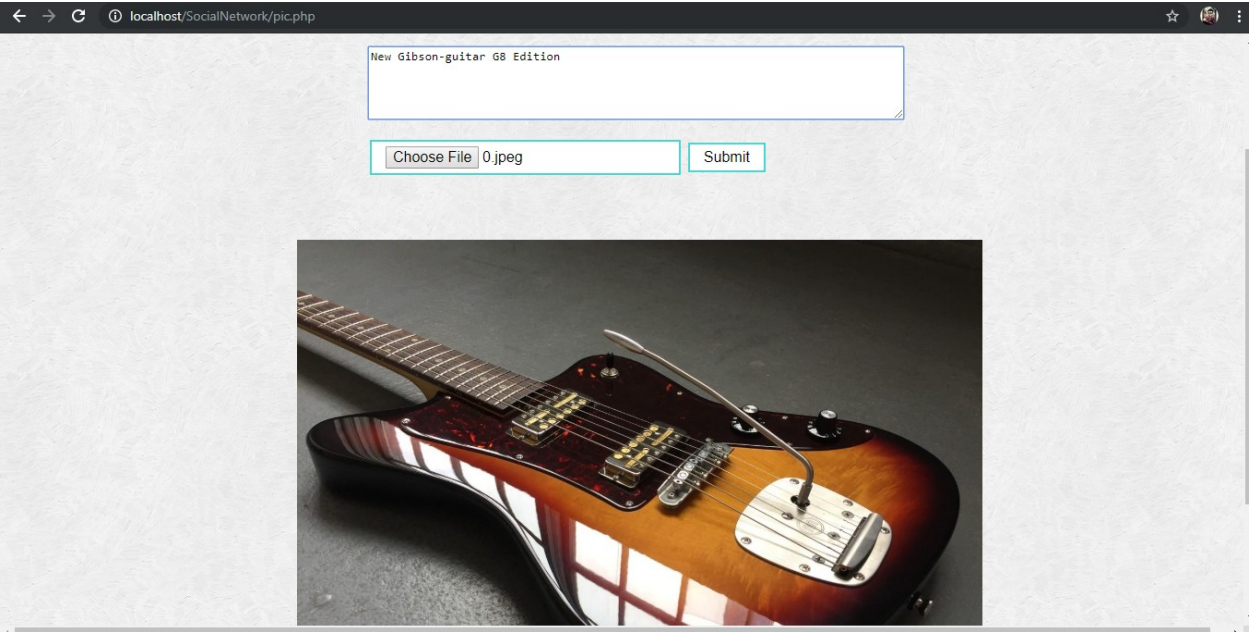 localhost/SocialNetwork/pic.php
New Gibson-guitar G8 Edition
Choose File 0.jpeg Submit